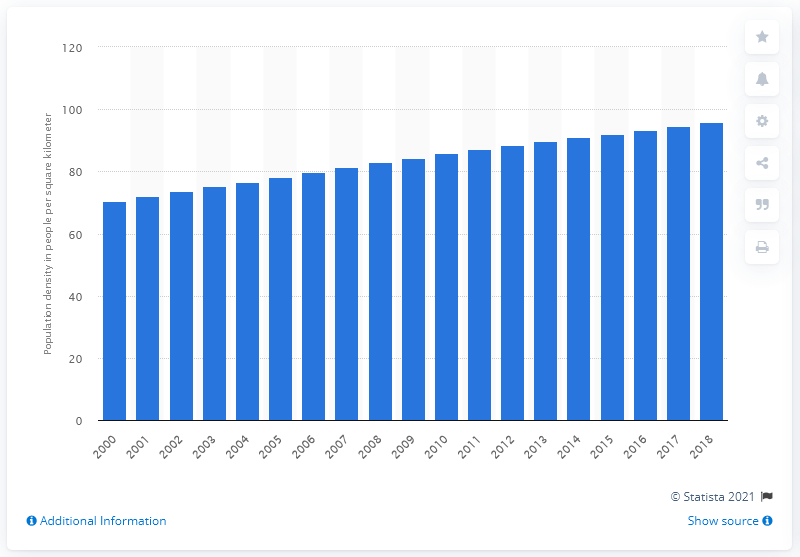 Population density in people per square kilometer
120
100
80
60
40
20
0
2000 2001 2002 2003 2004 2005 2006 2007 2008 2009 2010 2011 2012 2013 2014 2015 2016 2017 2018
© Statista 2021
Additional Information
Show source